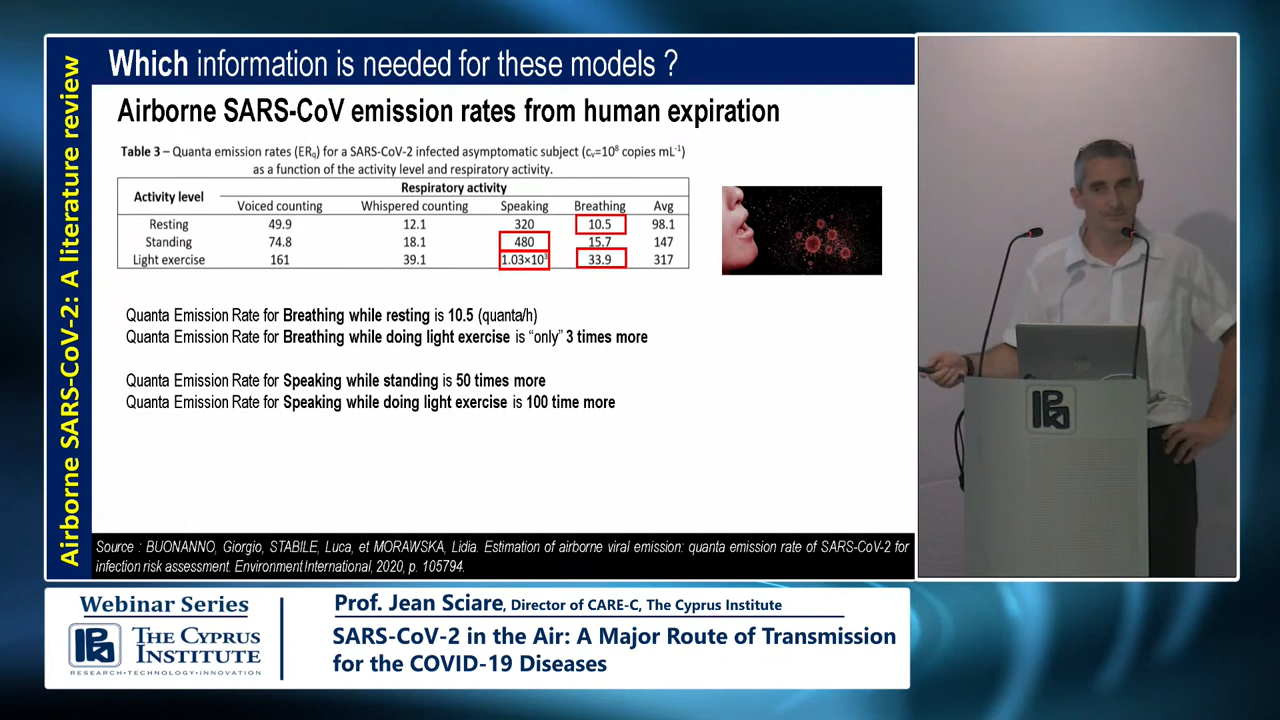 Airborne SARS-CoV-2: A literature review
Which information is needed for these models ?
Airborne SARS-CoV emission rates from human expiration
Table 3 – Quanta emission rates (ERq) for a SARS-CoV-2 infected asymptomatic subject (cv=10⁸ copies mL⁻¹)
as a function of the activity level and respiratory activity.
Activity level Respiratory activity
Voiced counting Whispered counting Speaking Breathing Avg
Resting 49.9 12.1 320 10.5 98.1
Standing 74.8 18.1 480 15.7 147
Light exercise 161 39.1 1.03×10³ 33.9 317
Quanta Emission Rate for Breathing while resting is 10.5 (quanta/h)
Quanta Emission Rate for Breathing while doing light exercise is “only” 3 times more
Quanta Emission Rate for Speaking while standing is 50 times more
Quanta Emission Rate for Speaking while doing light exercise is 100 time more
Source : BUONANNO, Giorgio, STABILE, Luca, et MORAWSKA, Lidia. Estimation of airborne viral emission: quanta emission rate of SARS-CoV-2 for
infection risk assessment. Environment International, 2020, p. 105794.
Webinar Series
THE CYPRUS
INSTITUTE
RESEARCH•TECHNOLOGY•INNOVATION
Prof. Jean Sciare, Director of CARE-C, The Cyprus Institute
SARS-CoV-2 in the Air: A Major Route of Transmission
for the COVID-19 Diseases